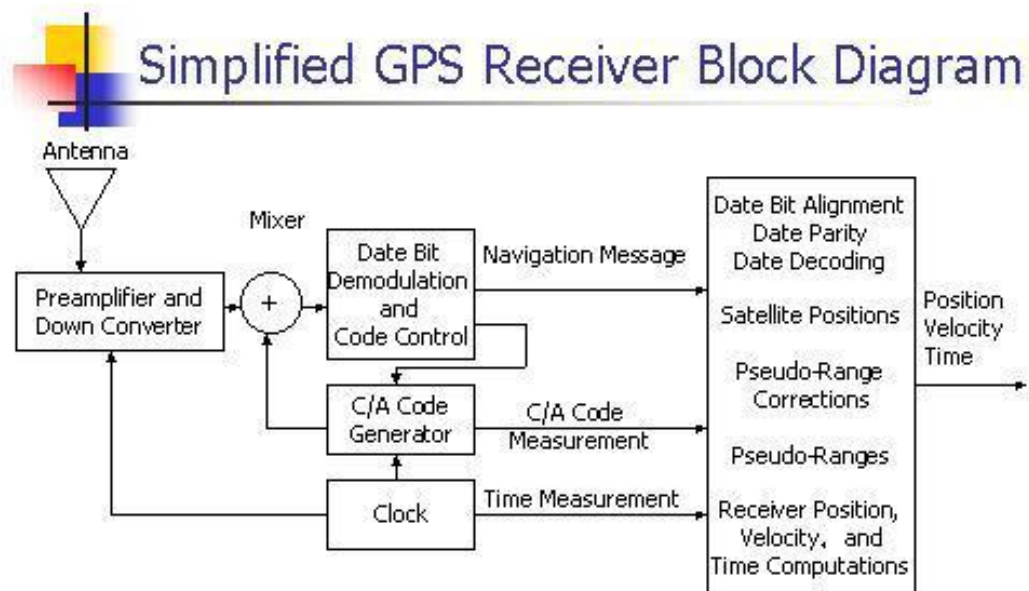 Simplified GPS Receiver Block Diagram
Antenna
Mixer
Preamplifier and
Down Converter
+
Date Bit
Demodulation
and
Code Control
Navigation Message
C/A Code
Generator
C/A Code
Measurement
Clock
Time Measurement
Date Bit Alignment
Date Parity
Date Decoding
Satellite Positions
Pseudo-Range
Corrections
Pseudo-Ranges
Receiver Position,
Velocity, and
Time Computations
Position
Velocity
Time